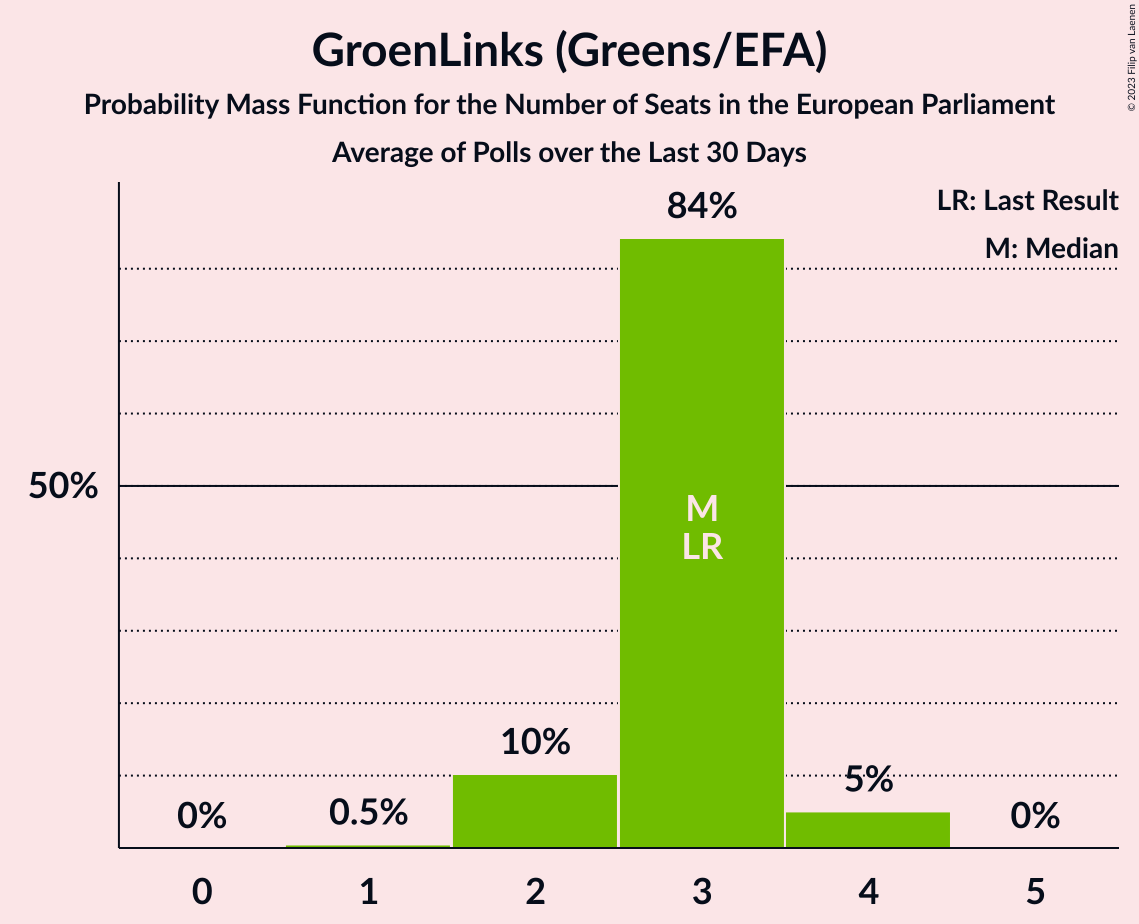 GroenLinks (Greens/EFA)
Probability Mass Function for the Number of Seats in the European Parliament
Average of Polls over the Last 30 Days
© 2023 Filip van Laenen
LR: Last Result
M: Median
84%
50%
M
LR
10%
5%
0%
0.5%
0%
0 1 2 3 4 5